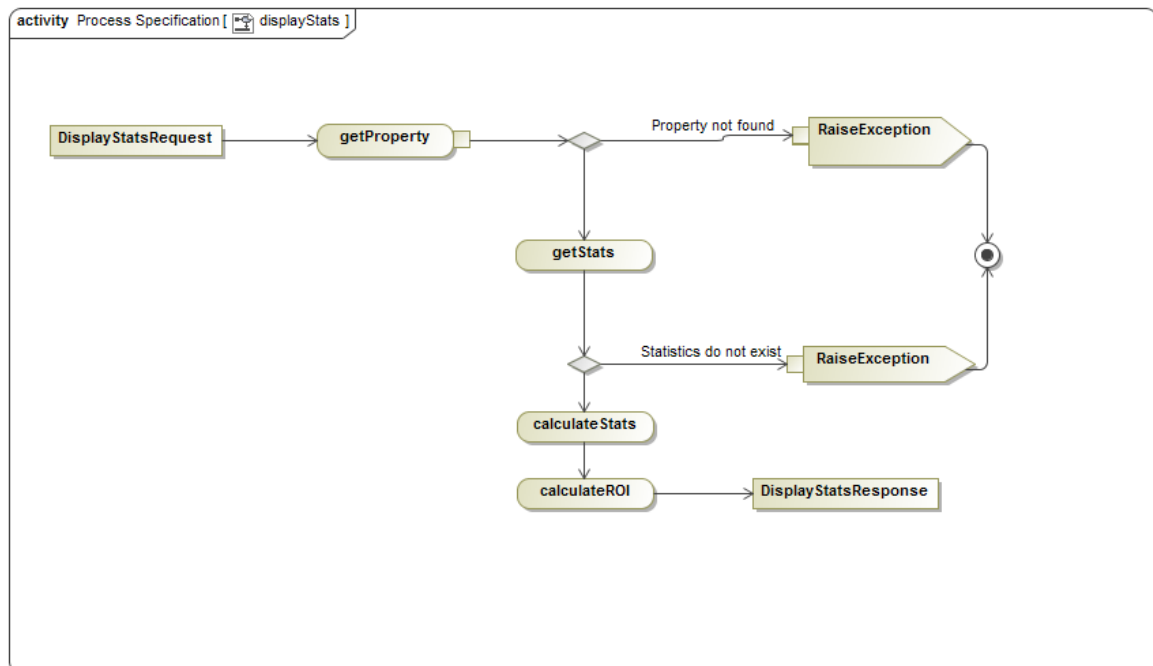 activity Process Specification [ displayStats ]
DisplayStatsRequest
getProperty
Property not found
RaiseException
getStats
Statistics do not exist
RaiseException
calculateStats
calculateROI
DisplayStatsResponse